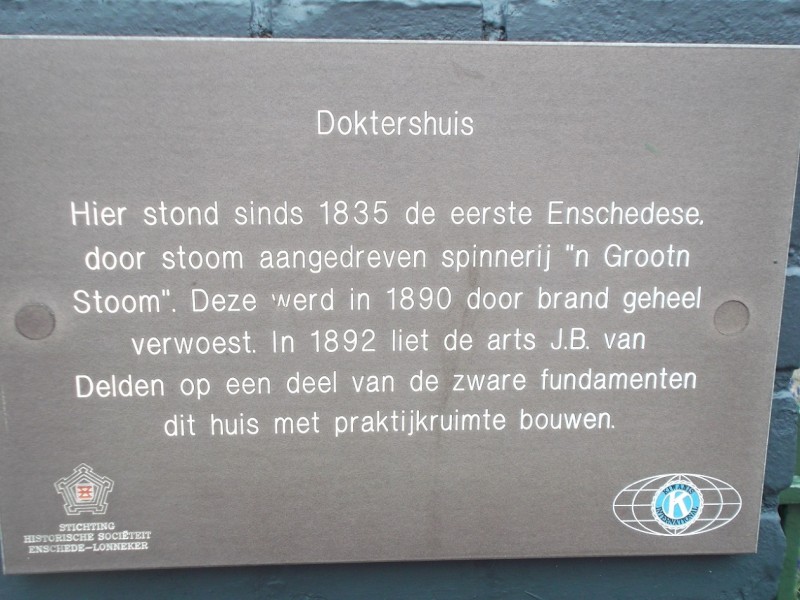 Doktershuis
Hier stond sinds 1835 de eerste Enschedese,
door stoom aangedreven spinnerij "n Grootn
Stoom". Deze werd in 1890 door brand geheel
verwoest. In 1892 liet de arts J.B. van
Delden op een deel van de zware fundamenten
dit huis met praktijkruimte bouwen.
STICHTING
HISTORISCHE SOCIËTEIT
ENSCHEDE-LONNEKER
KIWANIS
K
INTERNATIONAL